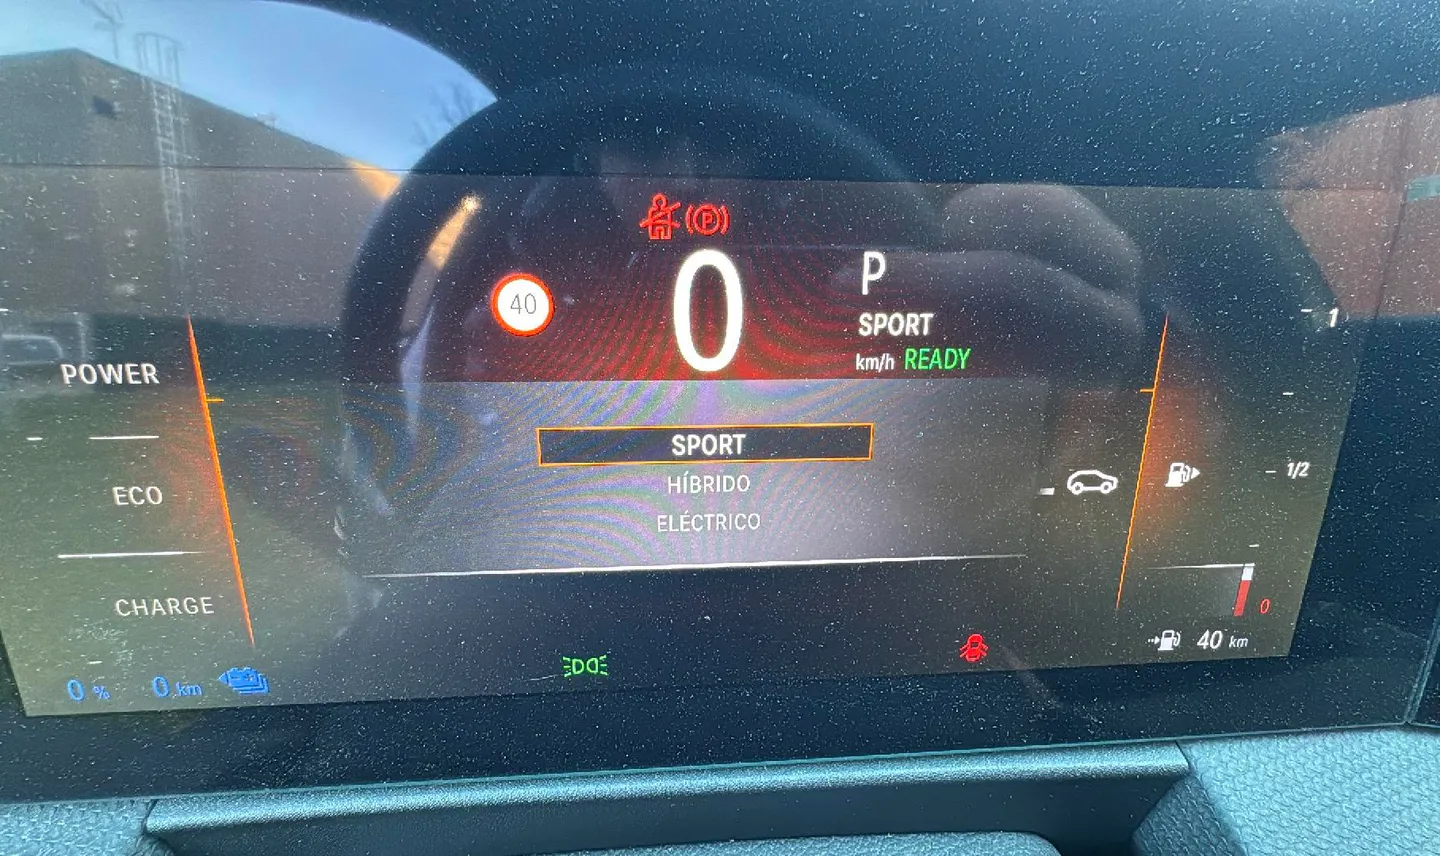 P
40
0
P
SPORT
km/h READY
1
POWER
SPORT
HÍBRIDO
ELÉCTRICO
1/2
ECO
CHARGE
0
40 km
0 % 0 km